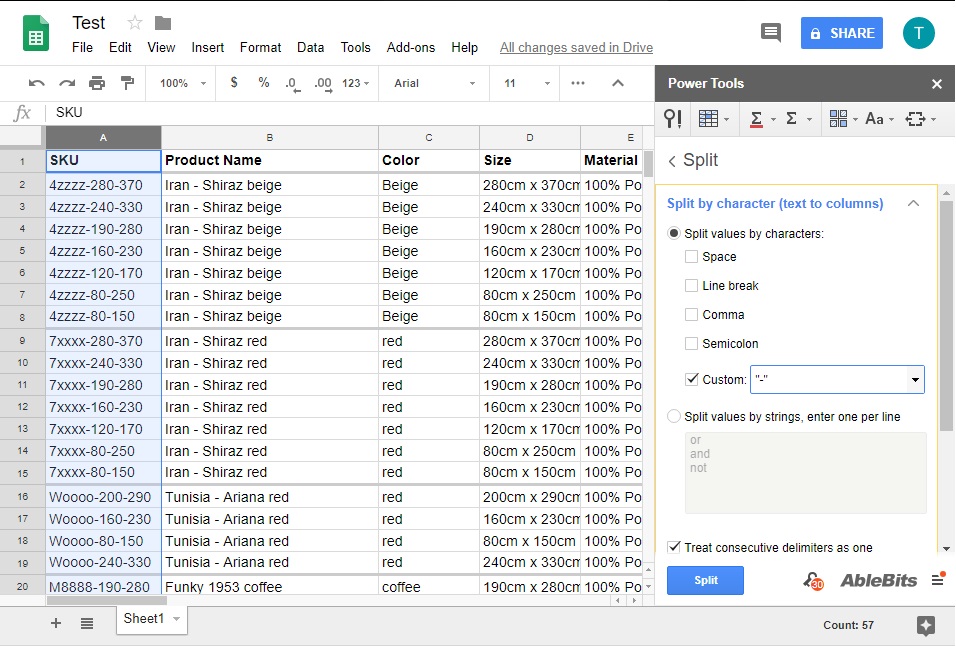 Test
File Edit View Insert Format Data Tools Add-ons Help All changes saved in Drive
SHARE
T
100% $ % .0 .00 123 Arial 11
fx SKU
Power Tools
Σ Σ Aa
Split
Split by character (text to columns)
Split values by characters:
Space
Line break
Comma
Semicolon
Custom: "-"
Split values by strings, enter one per line
or
and
not
Treat consecutive delimiters as one
Split 30 AbleBits
A B C D E
1 SKU Product Name Color Size Material
2 4zzzz-280-370 Iran - Shiraz beige Beige 280cm x 370cm 100% Po
3 4zzzz-240-330 Iran - Shiraz beige Beige 240cm x 330cm 100% Po
4 4zzzz-190-280 Iran - Shiraz beige Beige 190cm x 280cm 100% Po
5 4zzzz-160-230 Iran - Shiraz beige Beige 160cm x 230cm 100% Po
6 4zzzz-120-170 Iran - Shiraz beige Beige 120cm x 170cm 100% Po
7 4zzzz-80-250 Iran - Shiraz beige Beige 80cm x 250cm 100% Po
8 4zzzz-80-150 Iran - Shiraz beige Beige 80cm x 150cm 100% Po
9 7xxxx-280-370 Iran - Shiraz red red 280cm x 370cm 100% Po
10 7xxxx-240-330 Iran - Shiraz red red 240cm x 330cm 100% Po
11 7xxxx-190-280 Iran - Shiraz red red 190cm x 280cm 100% Po
12 7xxxx-160-230 Iran - Shiraz red red 160cm x 230cm 100% Po
13 7xxxx-120-170 Iran - Shiraz red red 120cm x 170cm 100% Po
14 7xxxx-80-250 Iran - Shiraz red red 80cm x 250cm 100% Po
15 7xxxx-80-150 Iran - Shiraz red red 80cm x 150cm 100% Po
16 Woooo-200-290 Tunisia - Ariana red red 200cm x 290cm 100% Po
17 Woooo-160-230 Tunisia - Ariana red red 160cm x 230cm 100% Po
18 Woooo-80-150 Tunisia - Ariana red red 80cm x 150cm 100% Po
19 Woooo-240-330 Tunisia - Ariana red red 240cm x 330cm 100% Po
20 M8888-190-280 Funky 1953 coffee coffee 190cm x 280cm 100% Po
Sheet1 Count: 57